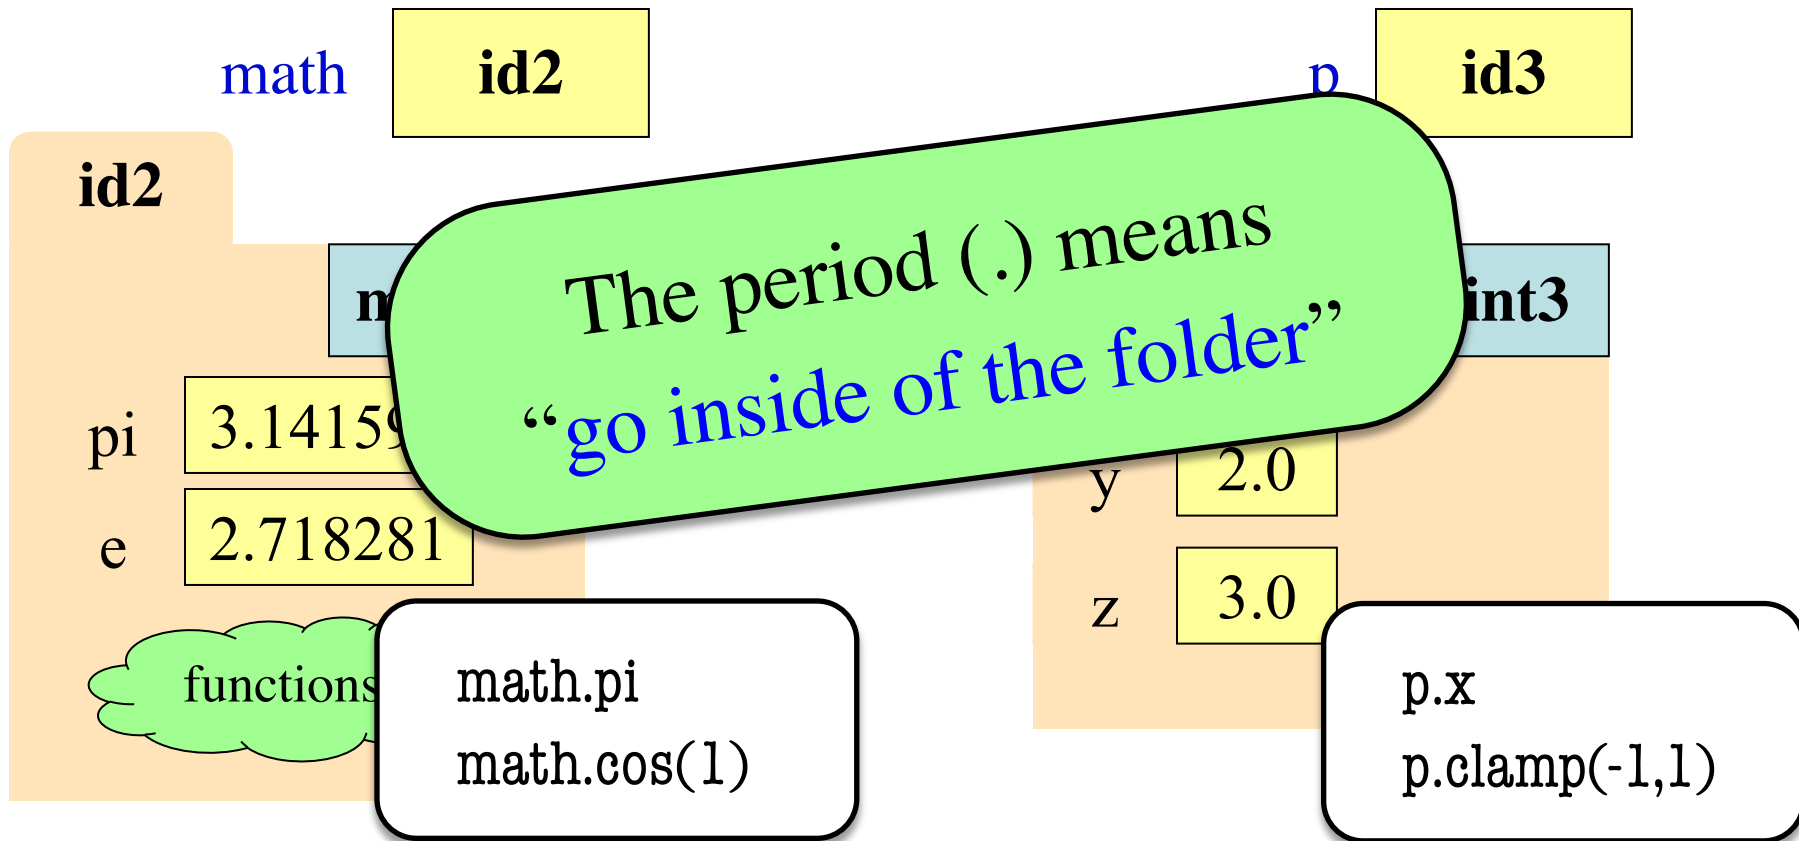 math id2
p id3
id2
The period (.) means
“go inside of the folder”
int3
pi 3.14159
e 2.718281
y 2.0
z 3.0
functions
math.pi
math.cos(1)
p.x
p.clamp(-1,1)